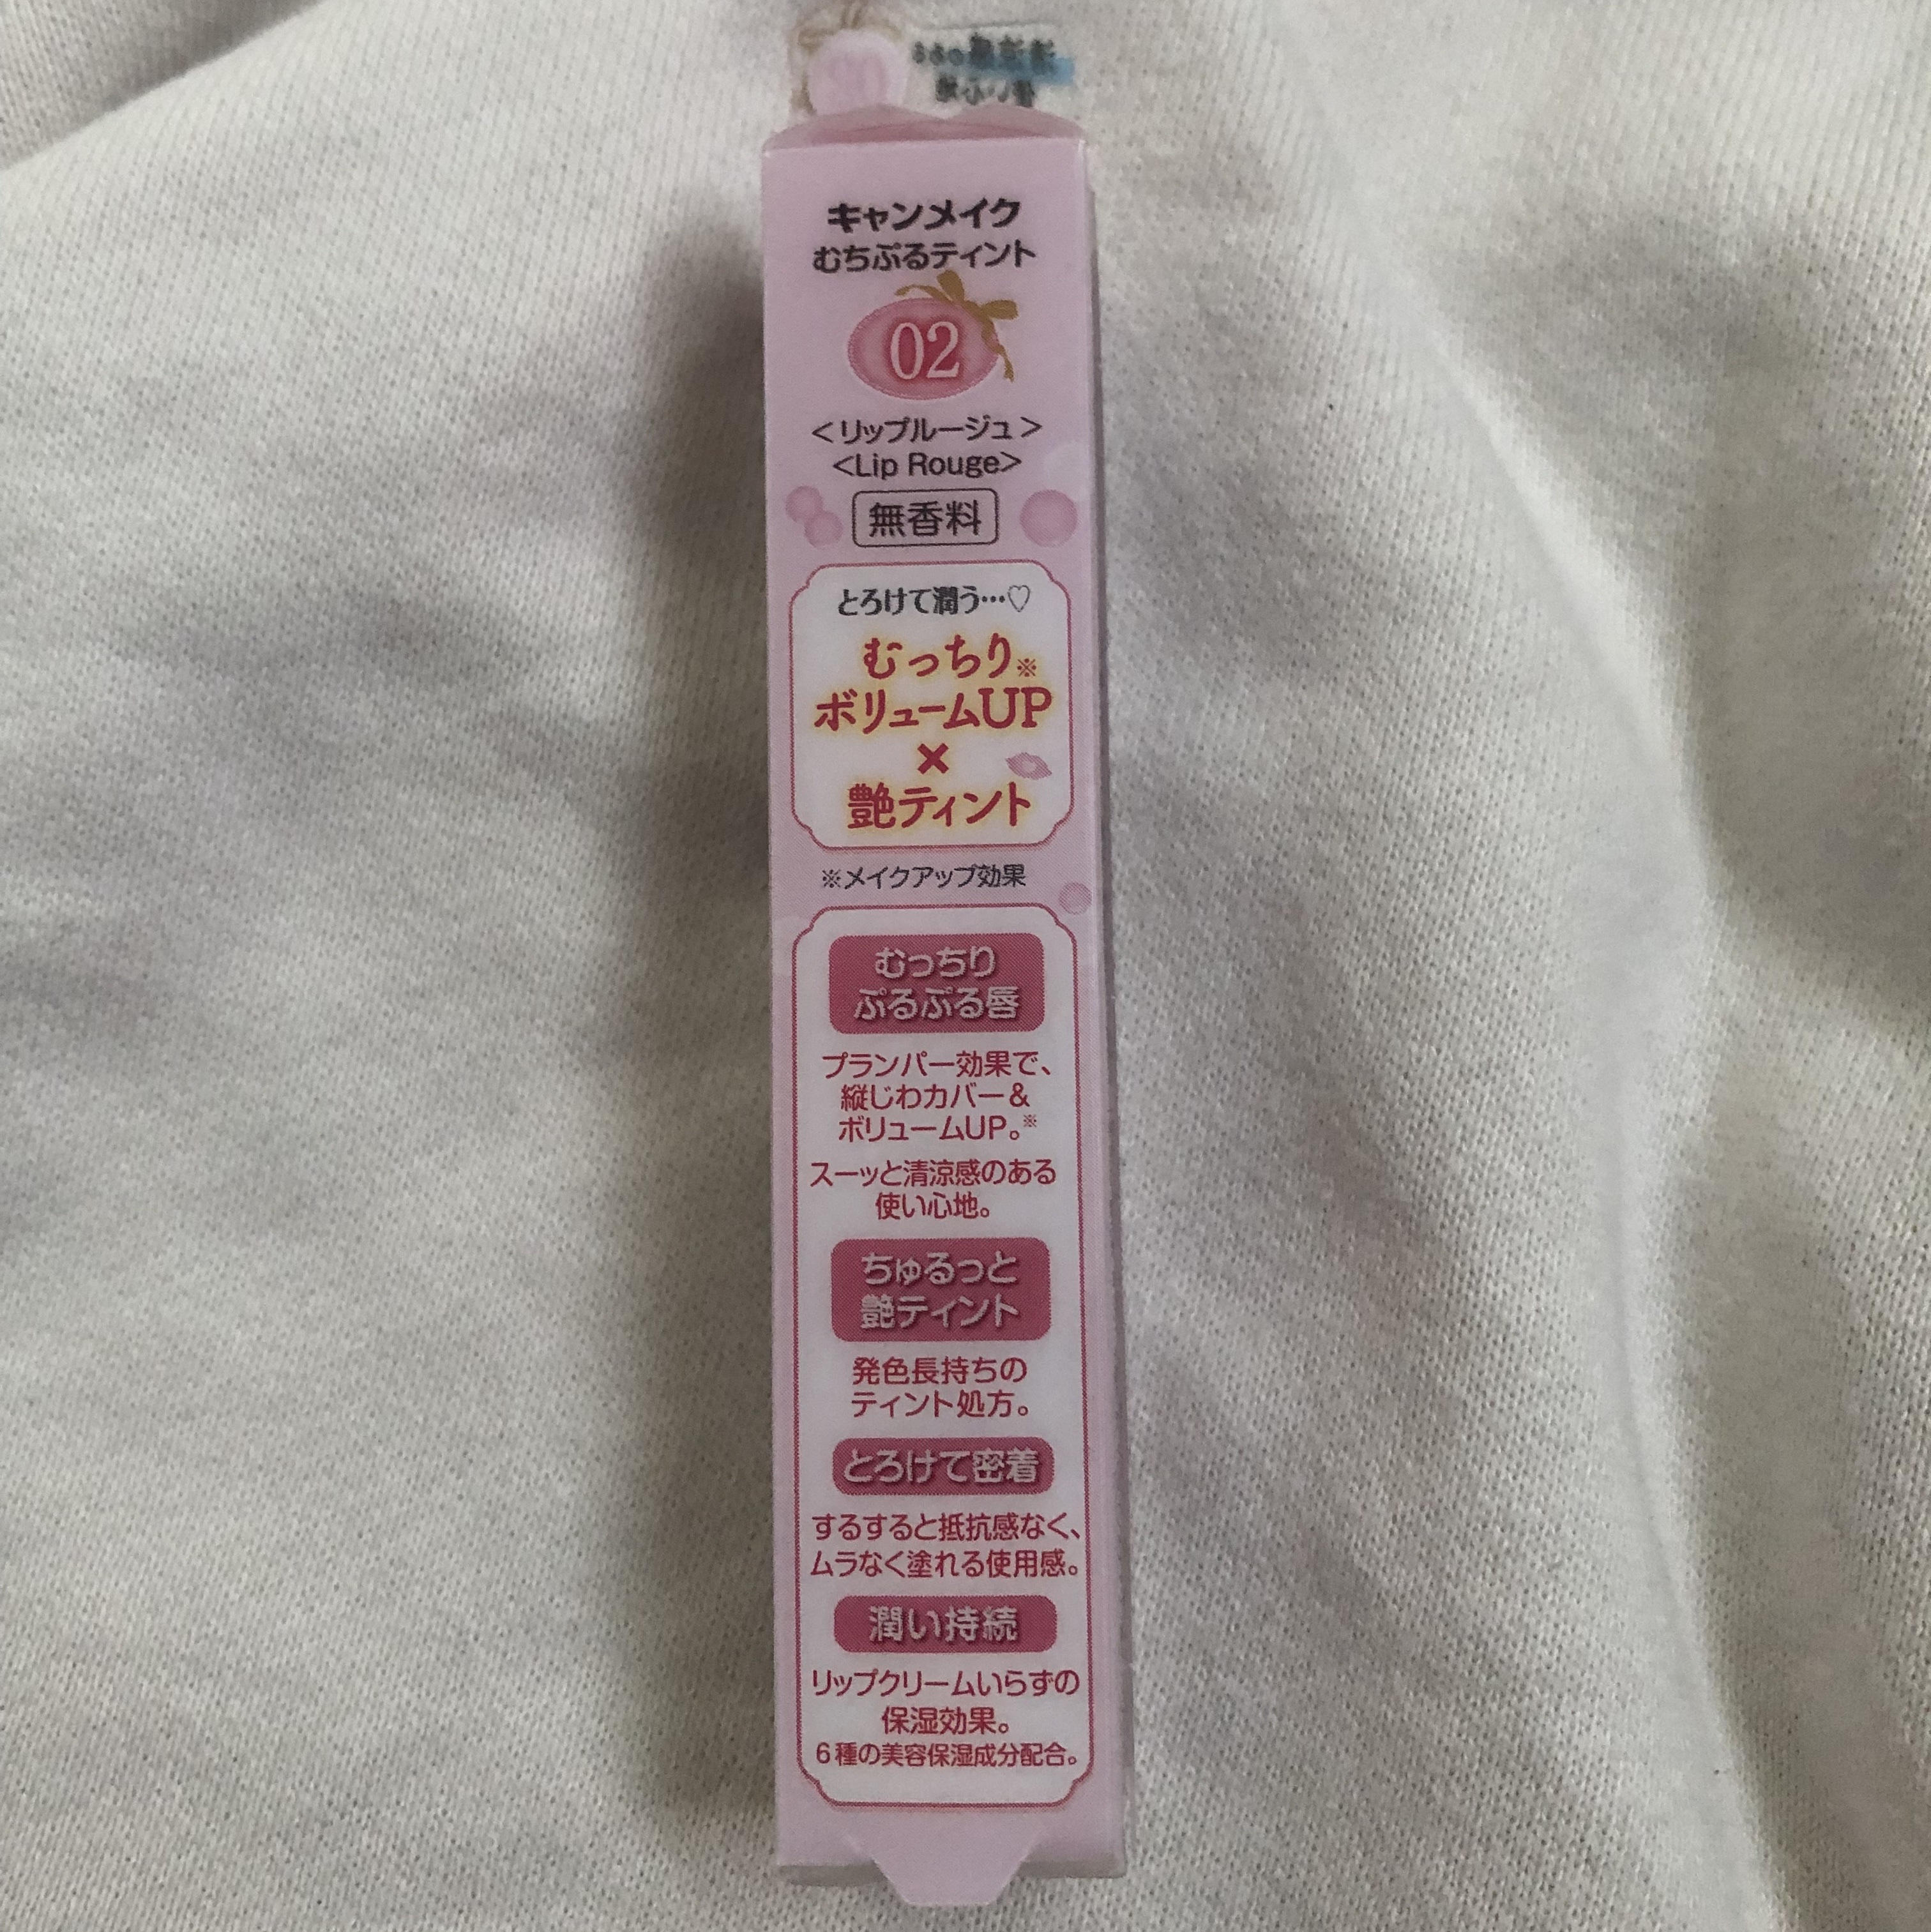 キャンメイク
むちぷるティント
02
<リップルージュ>
<Lip Rouge>
無香料
とろけて潤う…♡
むっちり※
ボリュームUP
×
艶ティント
※メイクアップ効果
むっちり
ぷるぷる唇
プランパー効果で、
縦じわカバー&
ボリュームUP。※
スーッと清涼感のある
使い心地。
ちゅるっと
艶ティント
発色長持ちの
ティント処方。
とろけて密着
するすると抵抗感なく、
ムラなく塗れる使用感。
潤い持続
リップクリームいらずの
保湿効果。
6種の美容保湿成分配合。